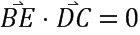 $\vec{BE} \cdot \vec{DC} = 0$